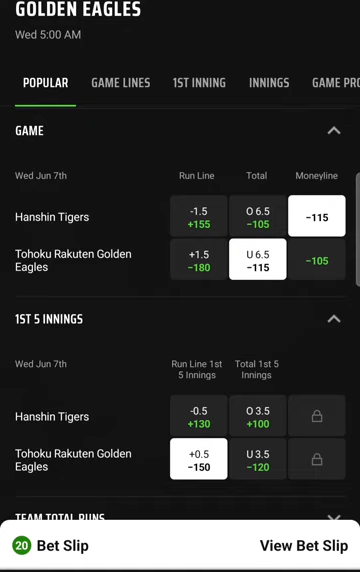 GOLDEN EAGLES
Wed 5:00 AM
POPULAR GAME LINES 1ST INNING INNINGS GAME PRO
GAME
Wed Jun 7th Run Line Total Moneyline
Hanshin Tigers -1.5 +155 O 6.5 −105 −115
Tohoku Rakuten Golden Eagles +1.5 −180 U 6.5 −115 −105
1ST 5 INNINGS
Wed Jun 7th Run Line 1st 5 Innings Total 1st 5 Innings
Hanshin Tigers -0.5 +130 O 3.5 +100
Tohoku Rakuten Golden Eagles +0.5 −150 U 3.5 −120
TEAM TOTAL RUNS
20 Bet Slip View Bet Slip